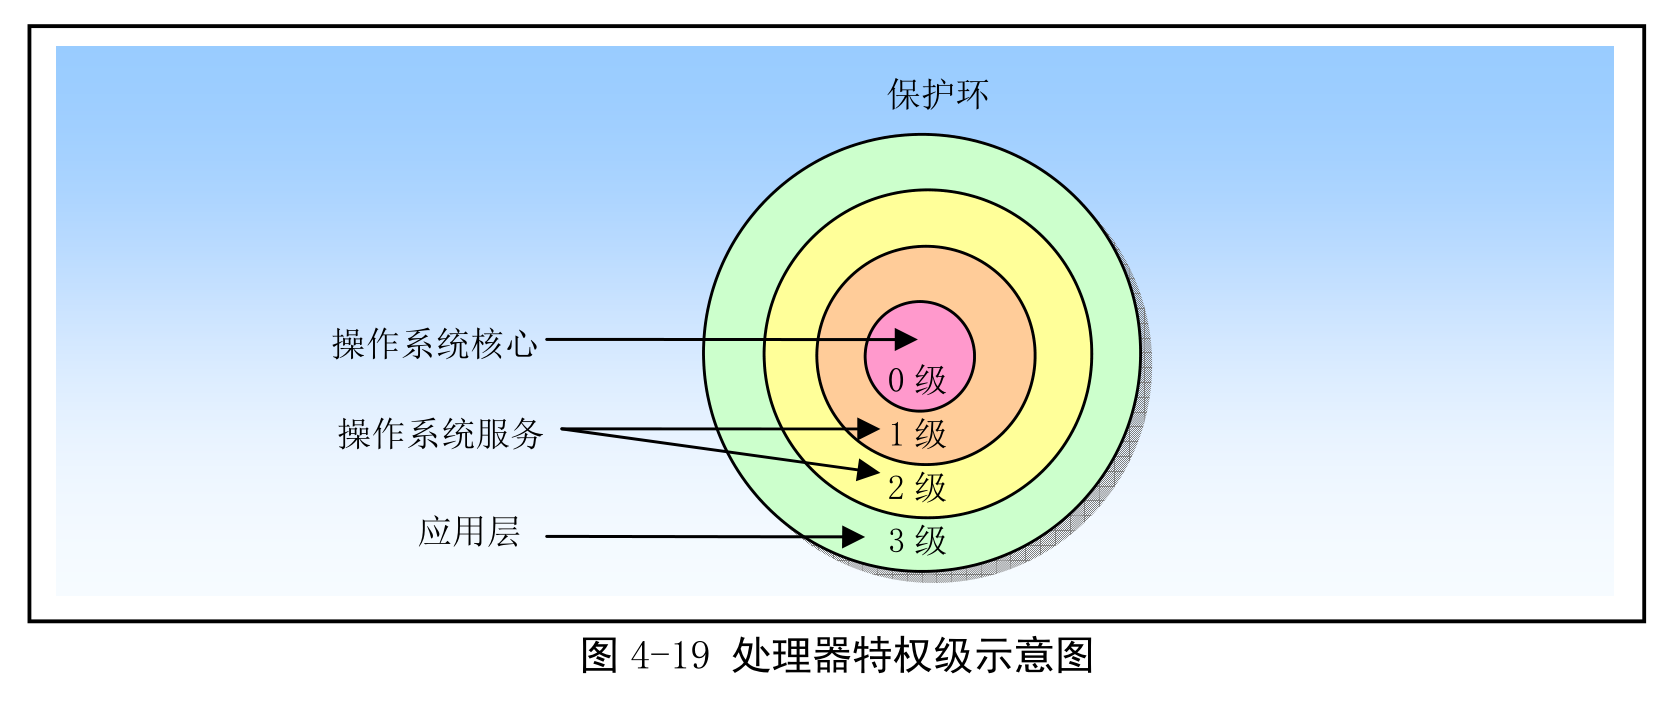 保护环
操作系统核心
0 级
操作系统服务
1 级
2 级
应用层
3 级
图 4-19 处理器特权级示意图